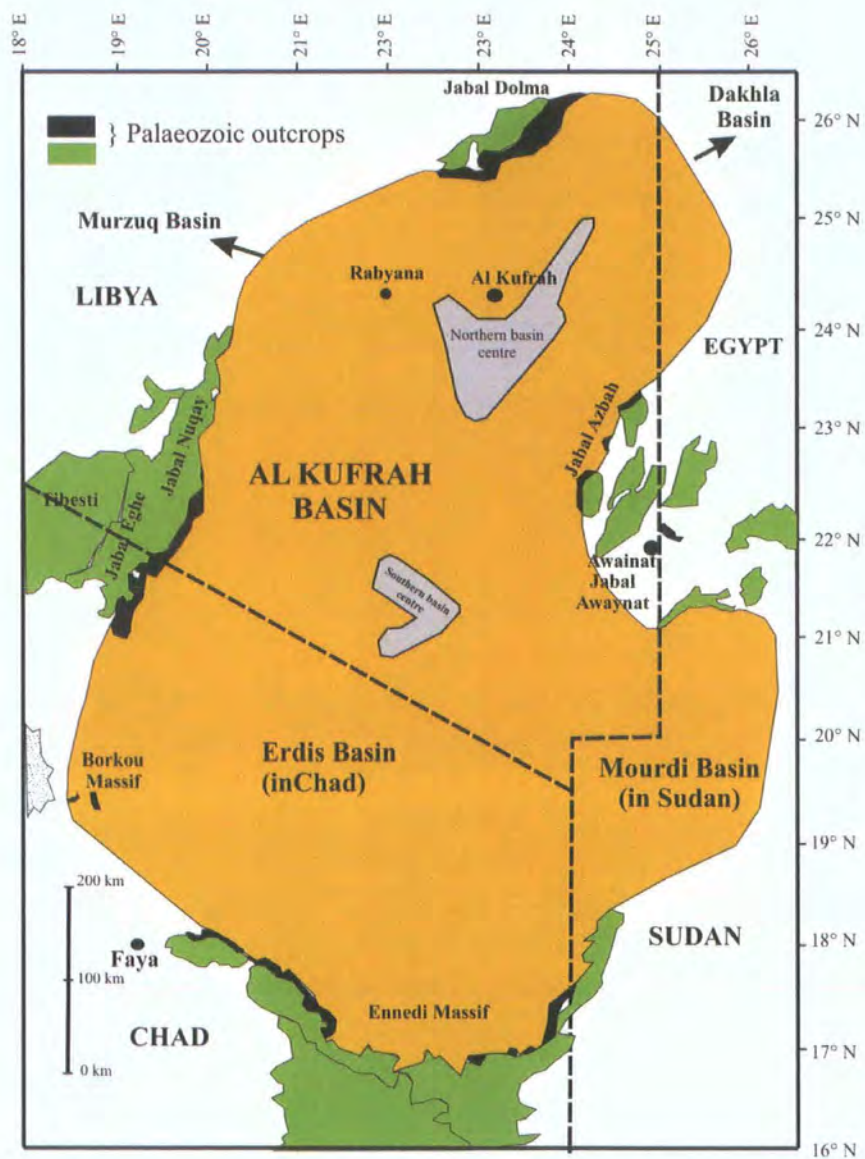 18° E
19° E
20° E
23° E
23° E
24° E
25° E
26° E
Jabal Dolma
Dakhla
Basin
} Palaeozoic outcrops
26° N
25° N
24° N
23° N
22° N
21° N
20° N
19° N
18° N
17° N
16° N
Murzuq Basin
LIBYA
Rabyana
Al Kufrah
Northern basin
centre
EGYPT
Jabal Azbah
Jabal Nuqay
Tibesti
Jabal Eghe
AL KUFRAH
BASIN
Awainat
Jabal
Awaynat
Southern basin
centre
Borkou
Massif
Erdis Basin
(inChad)
Mourdi Basin
(in Sudan)
200 km
100 km
0 km
Faya
SUDAN
Ennedi Massif
CHAD